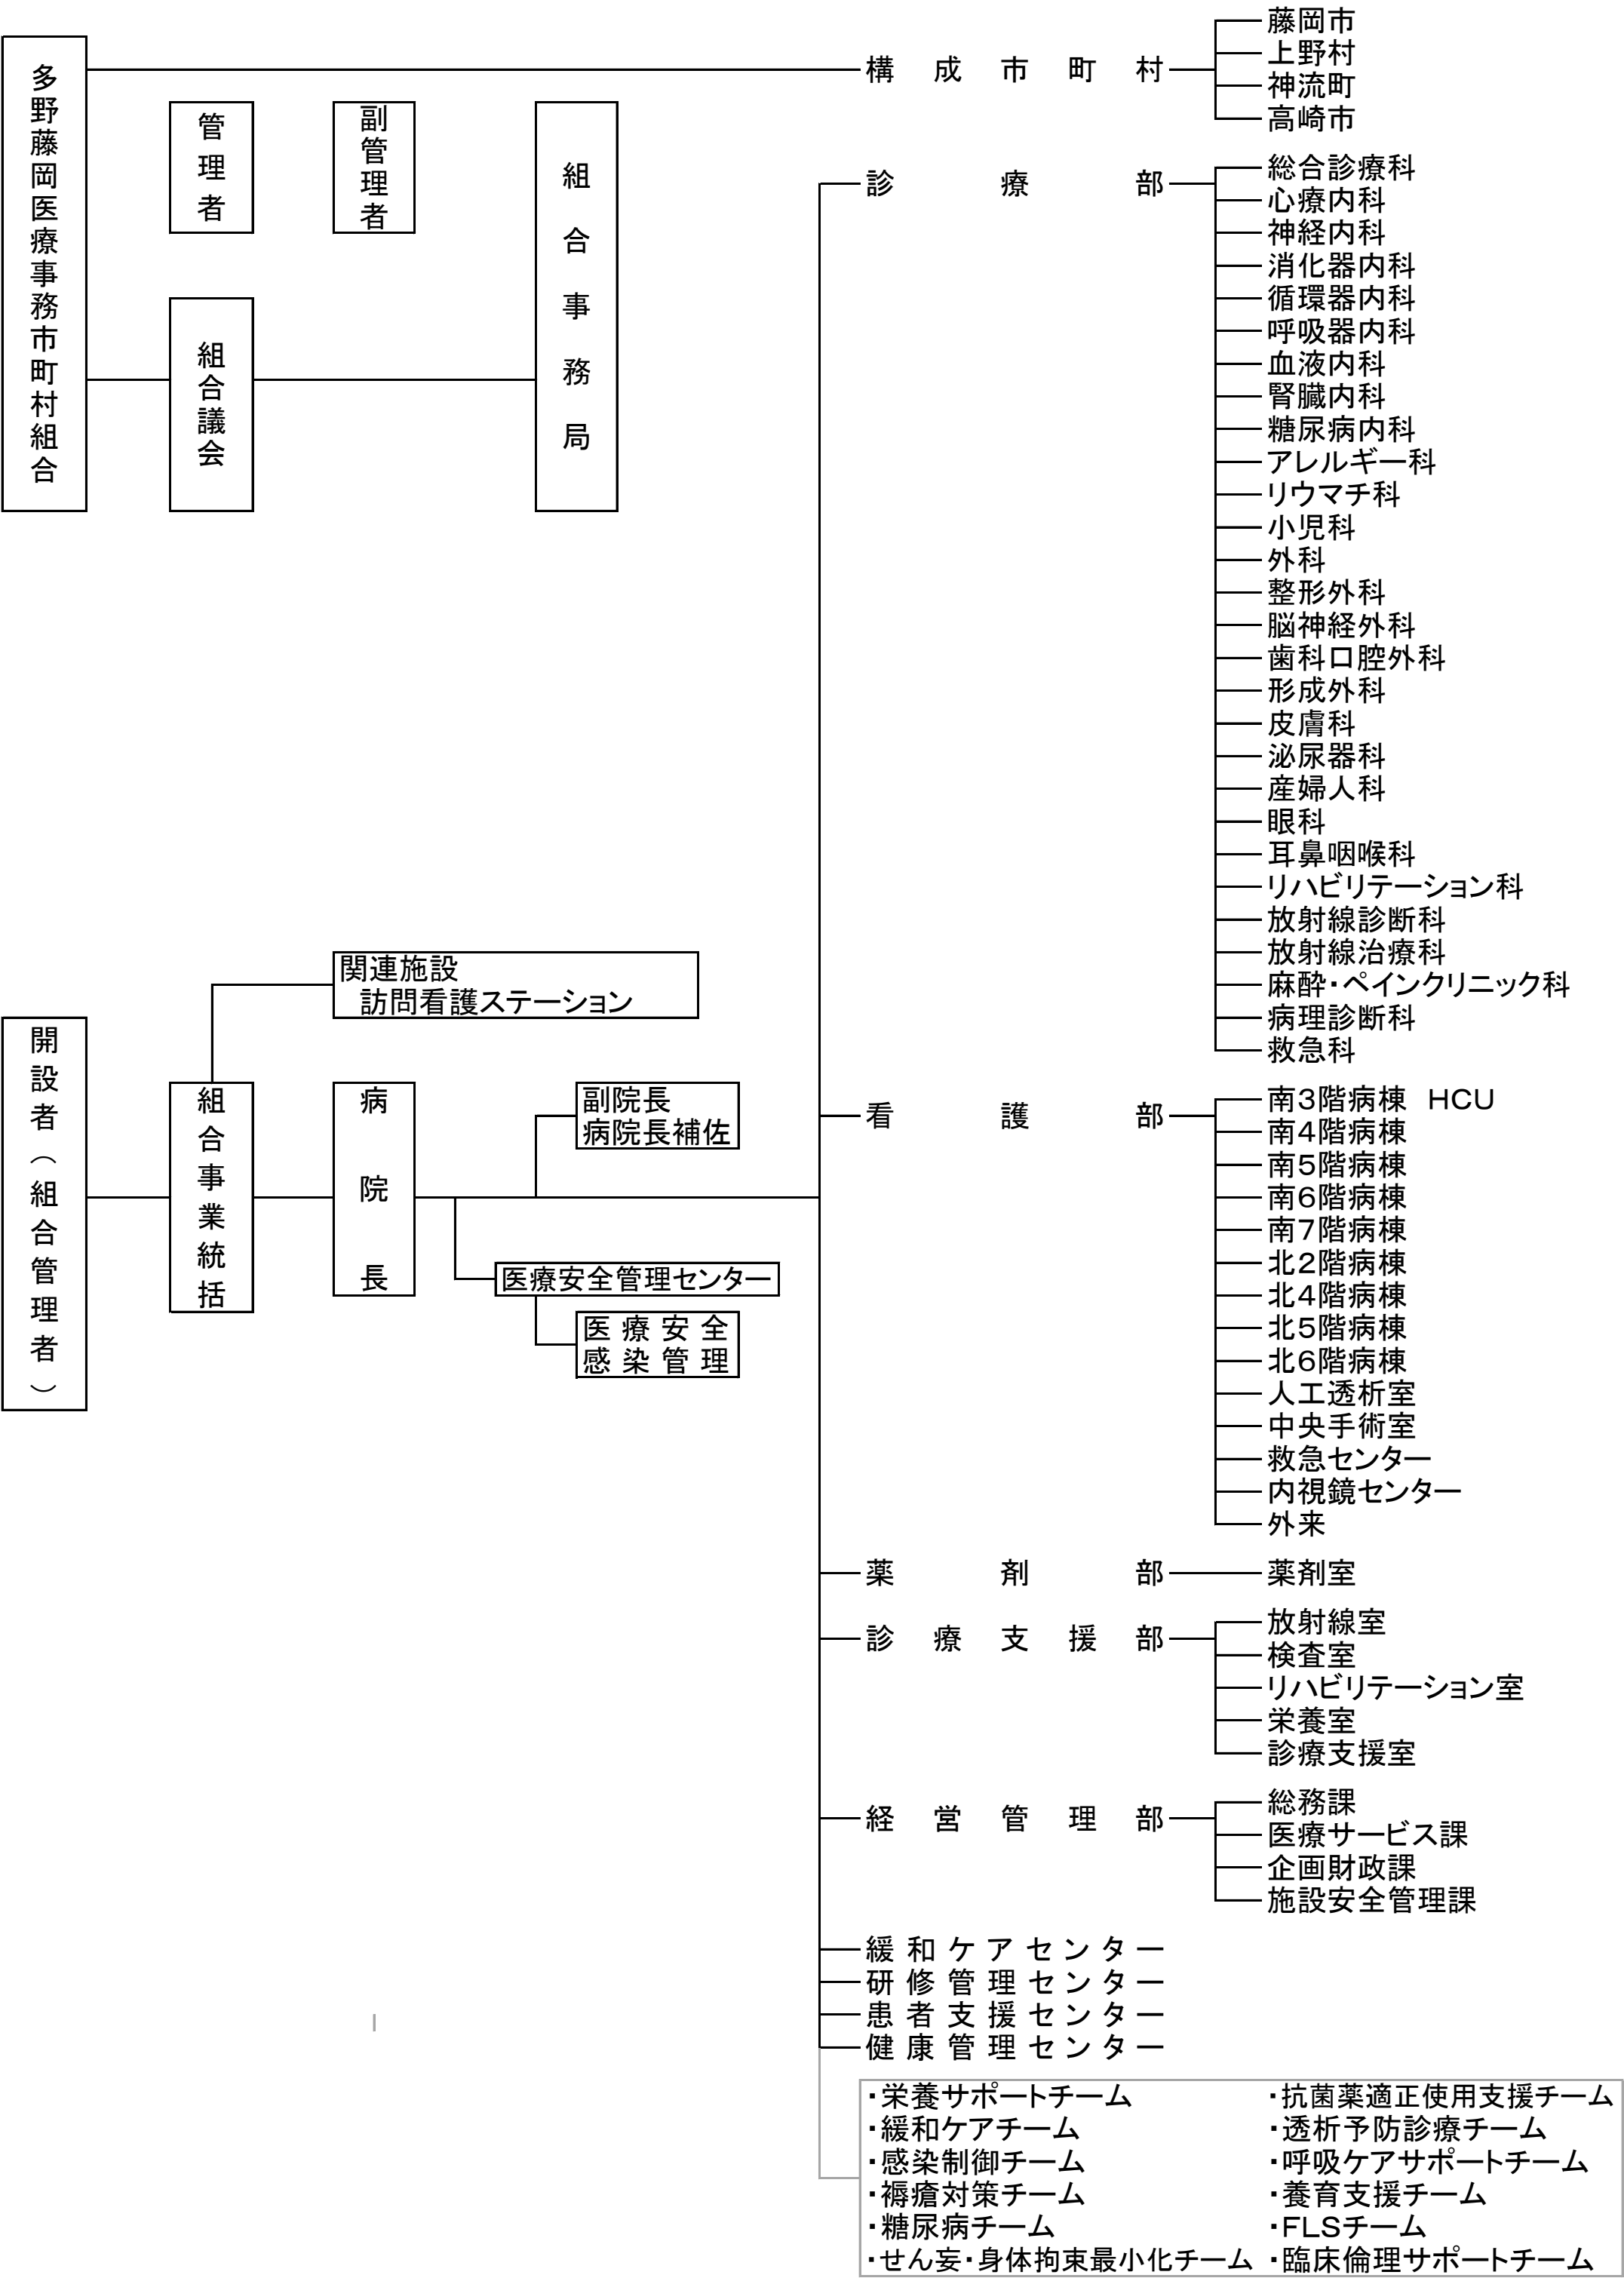 多野藤岡医療事務市町村組合
管理者
副管理者
組合議会
組合事務局
構成市町村
藤岡市
上野村
神流町
高崎市
開設者（組合管理者）
関連施設
訪問看護ステーション
組合事業統括
病院長
副院長
病院長補佐
医療安全管理センター
医療安全
感染管理
診療部
総合診療科
心療内科
神経内科
消化器内科
循環器内科
呼吸器内科
血液内科
腎臓内科
糖尿病内科
アレルギー科
リウマチ科
小児科
外科
整形外科
脳神経外科
歯科口腔外科
形成外科
皮膚科
泌尿器科
産婦人科
眼科
耳鼻咽喉科
リハビリテーション科
放射線診断科
放射線治療科
麻酔・ペインクリニック科
病理診断科
救急科
看護部
南3階病棟　HCU
南4階病棟
南5階病棟
南6階病棟
南7階病棟
北2階病棟
北4階病棟
北5階病棟
北6階病棟
人工透析室
中央手術室
救急センター
内視鏡センター
外来
薬剤部
薬剤室
診療支援部
放射線室
検査室
リハビリテーション室
栄養室
診療支援室
経営管理部
総務課
医療サービス課
企画財政課
施設安全管理課
緩和ケアセンター
研修管理センター
患者支援センター
健康管理センター
・栄養サポートチーム
・緩和ケアチーム
・感染制御チーム
・褥瘡対策チーム
・糖尿病チーム
・せん妄・身体拘束最小化チーム
・抗菌薬適正使用支援チーム
・透析予防診療チーム
・呼吸ケアサポートチーム
・養育支援チーム
・FLSチーム
・臨床倫理サポートチーム